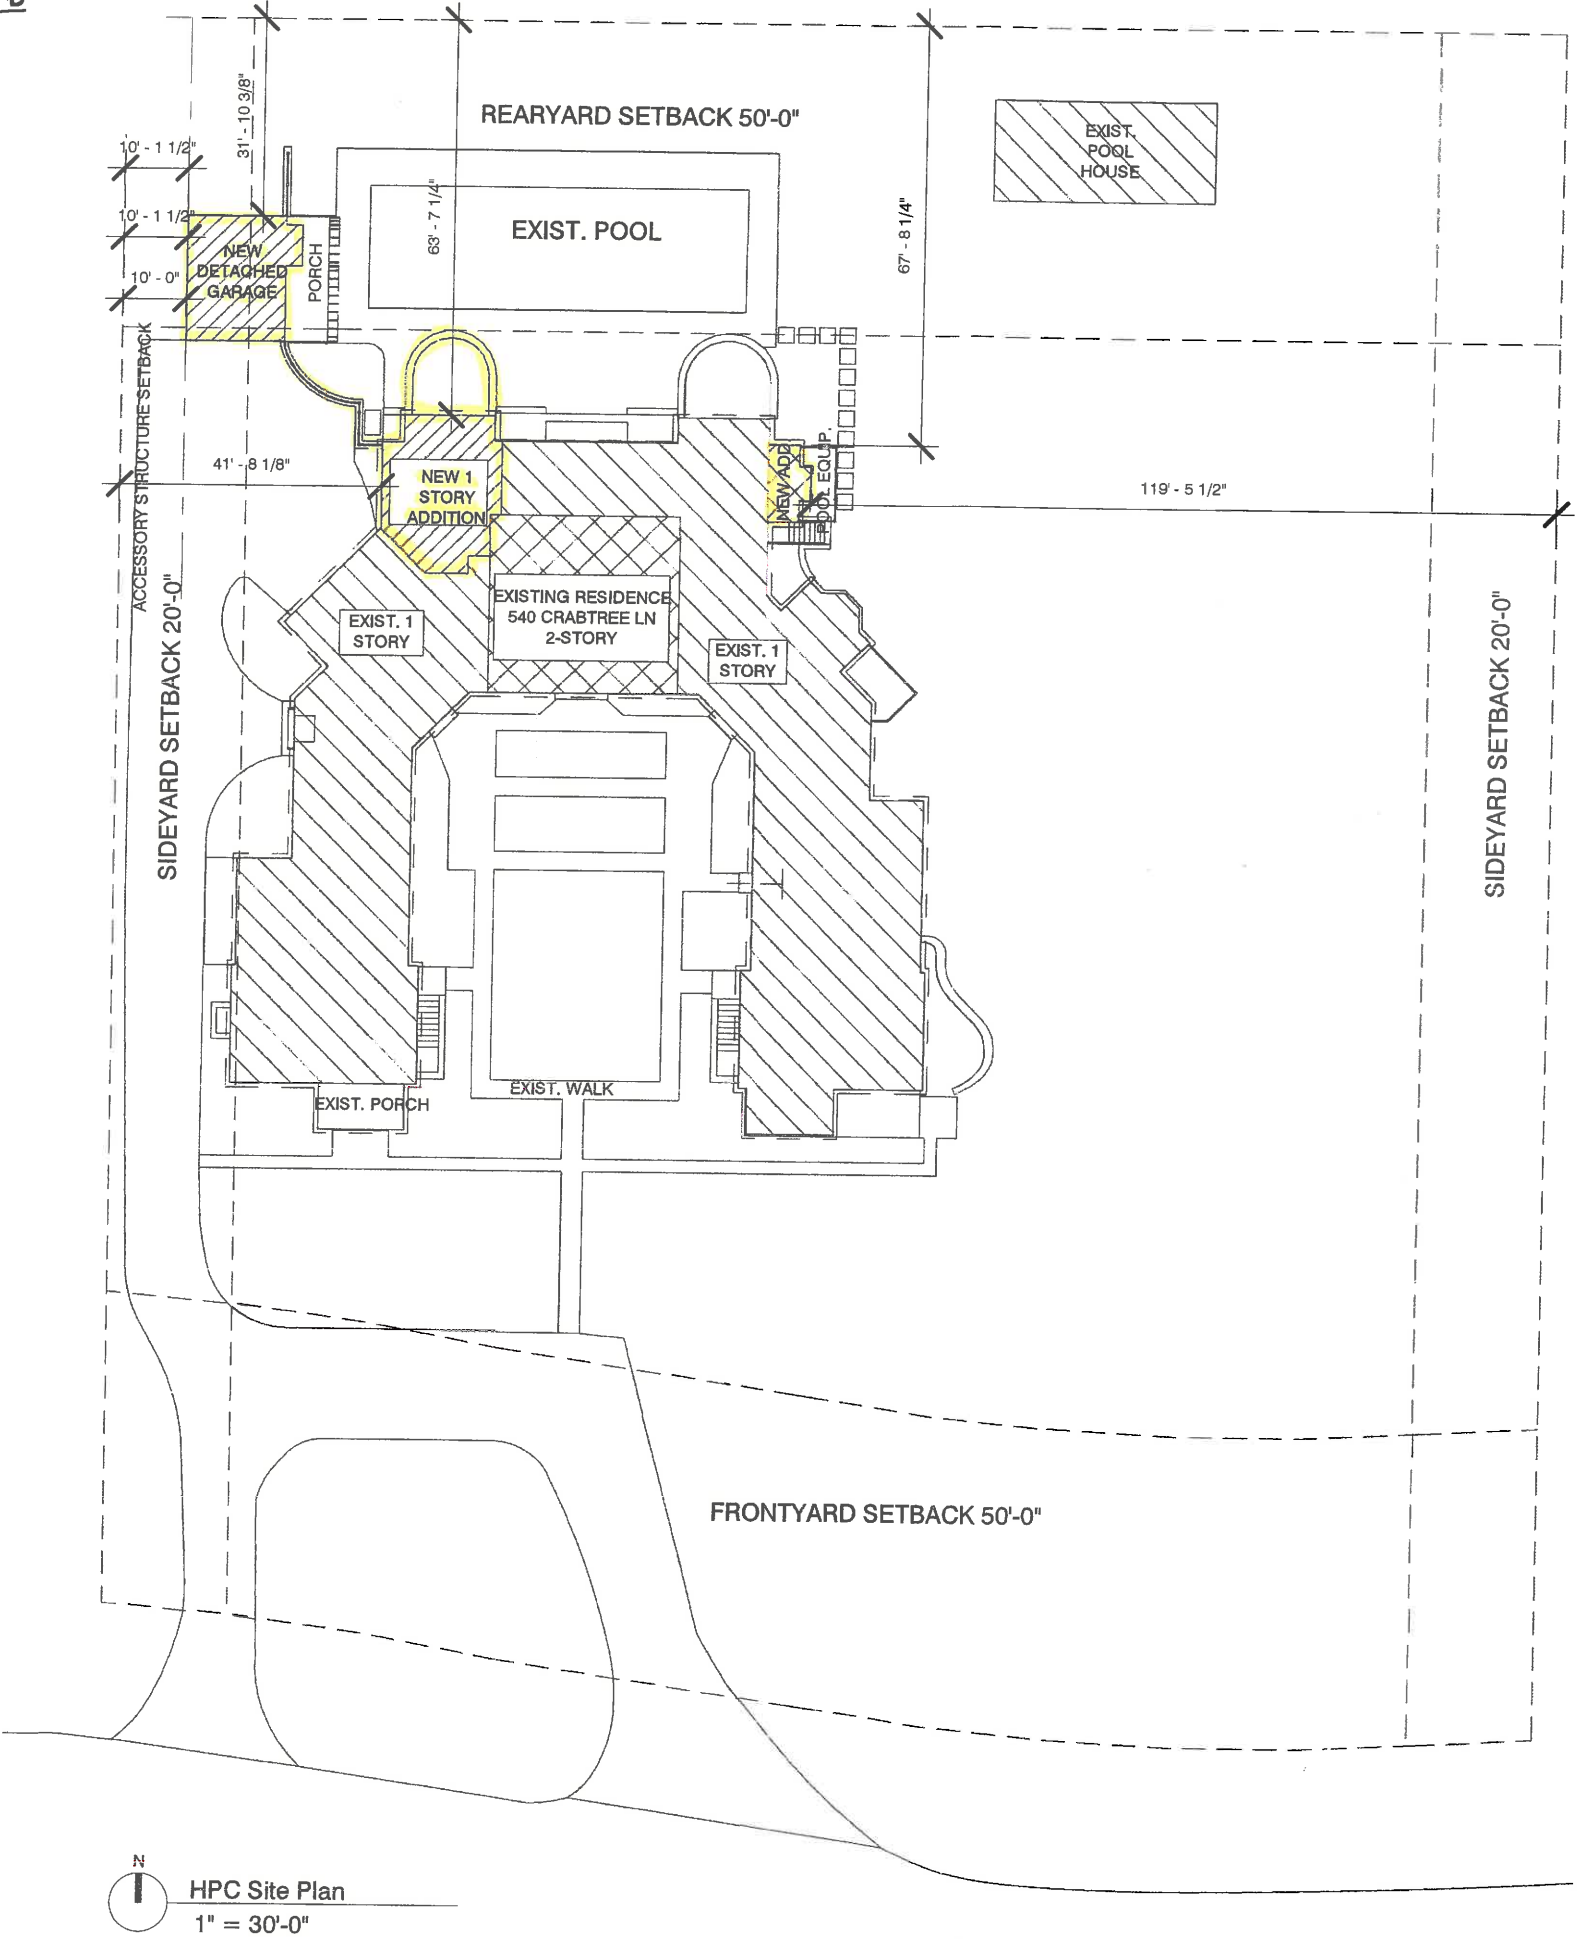 31' - 10 3/8"
REARYARD SETBACK 50'-0"
EXIST.
POOL
HOUSE
10' - 1 1/2"
10' - 1 1/2"
10' - 0"
NEW
DETACHED
GARAGE
PORCH
63' - 7 1/4"
EXIST. POOL
67' - 8 1/4"
ACCESSORY STRUCTURE SETBACK
41' - 8 1/8"
NEW 1
STORY
ADDITION
NEW ADD
POOL EQUIP.
119' - 5 1/2"
SIDEYARD SETBACK 20'-0"
EXISTING RESIDENCE
540 CRABTREE LN
2-STORY
EXIST. 1
STORY
EXIST. 1
STORY
SIDEYARD SETBACK 20'-0"
EXIST. WALK
EXIST. PORCH
FRONTYARD SETBACK 50'-0"
N
HPC Site Plan
1" = 30'-0"